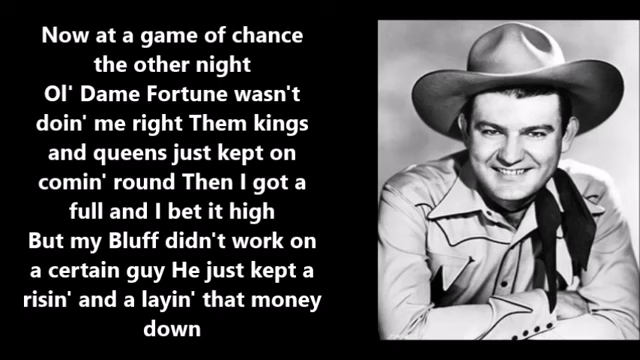 Now at a game of chance
the other night
Ol' Dame Fortune wasn't
doin' me right Them kings
and queens just kept on
comin' round Then I got a
full and I bet it high
But my Bluff didn't work on
a certain guy He just kept a
risin' and a layin' that money
down